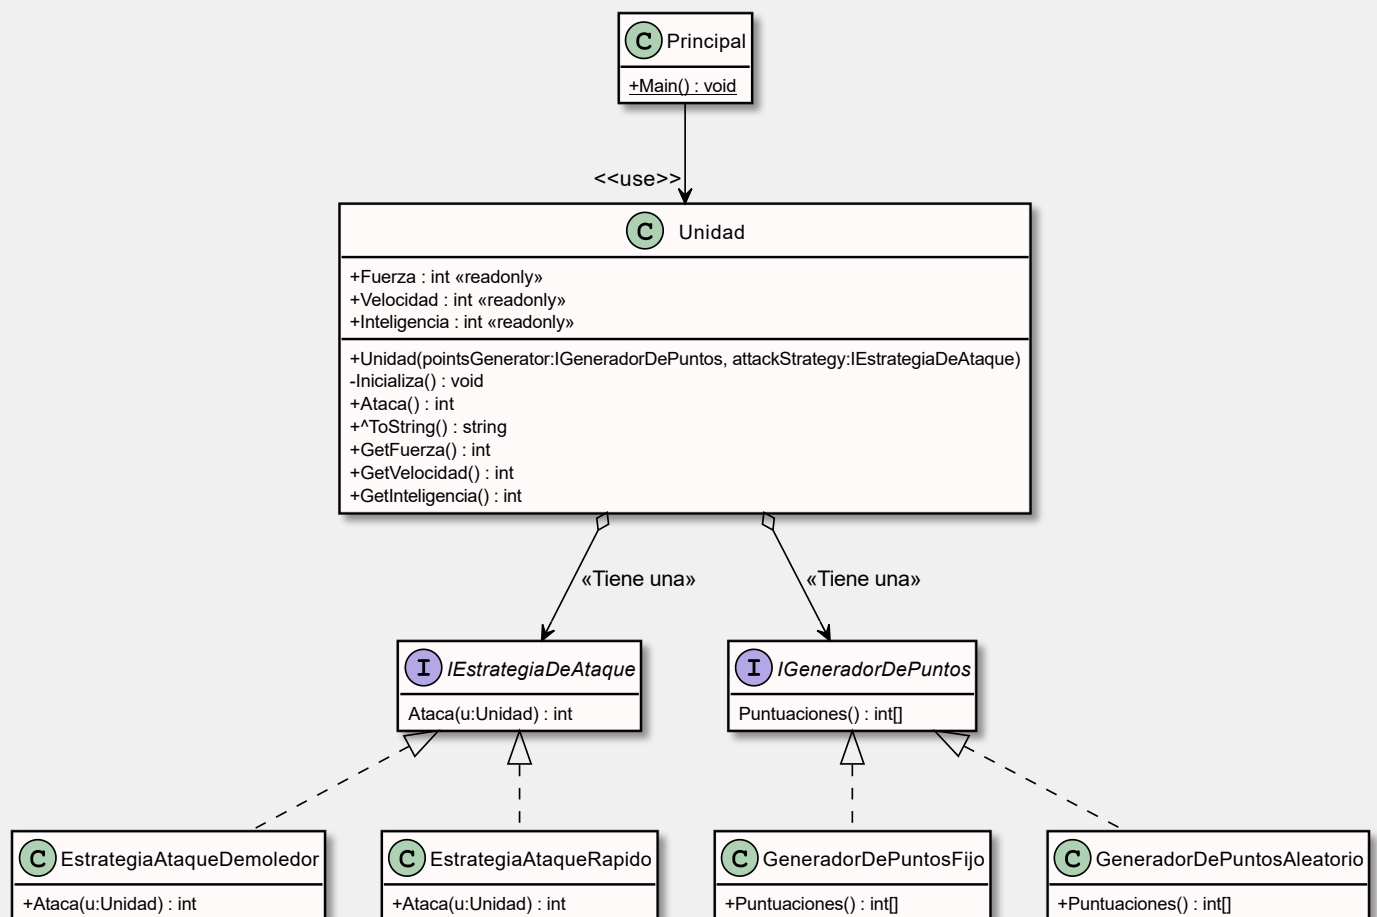 C Principal
+Main() : void
<<use>>
C Unidad
+Fuerza : int «readonly»
+Velocidad : int «readonly»
+Inteligencia : int «readonly»
+Unidad(pointsGenerator:IGeneradorDePuntos, attackStrategy:IEstrategiaDeAtaque)
-Inicializa() : void
+Ataca() : int
+^ToString() : string
+GetFuerza() : int
+GetVelocidad() : int
+GetInteligencia() : int
«Tiene una» «Tiene una»
I IEstrategiaDeAtaque
Ataca(u:Unidad) : int
I IGeneradorDePuntos
Puntuaciones() : int[]
C EstrategiaAtaqueDemoledor
+Ataca(u:Unidad) : int
C EstrategiaAtaqueRapido
+Ataca(u:Unidad) : int
C GeneradorDePuntosFijo
+Puntuaciones() : int[]
C GeneradorDePuntosAleatorio
+Puntuaciones() : int[]